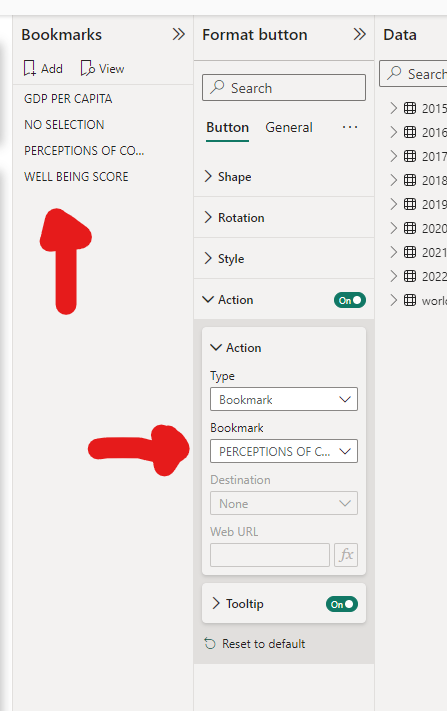 Bookmarks
Add
View
GDP PER CAPITA
NO SELECTION
PERCEPTIONS OF CO...
WELL BEING SCORE
Format button
Search
Button General ...
Shape
Rotation
Style
Action On
Action
Type
Bookmark
Bookmark
PERCEPTIONS OF C...
Destination
None
Web URL
fx
Tooltip On
Reset to default
Data
Search
2015
2016
2017
2018
2019
2020
2021
2022
worl